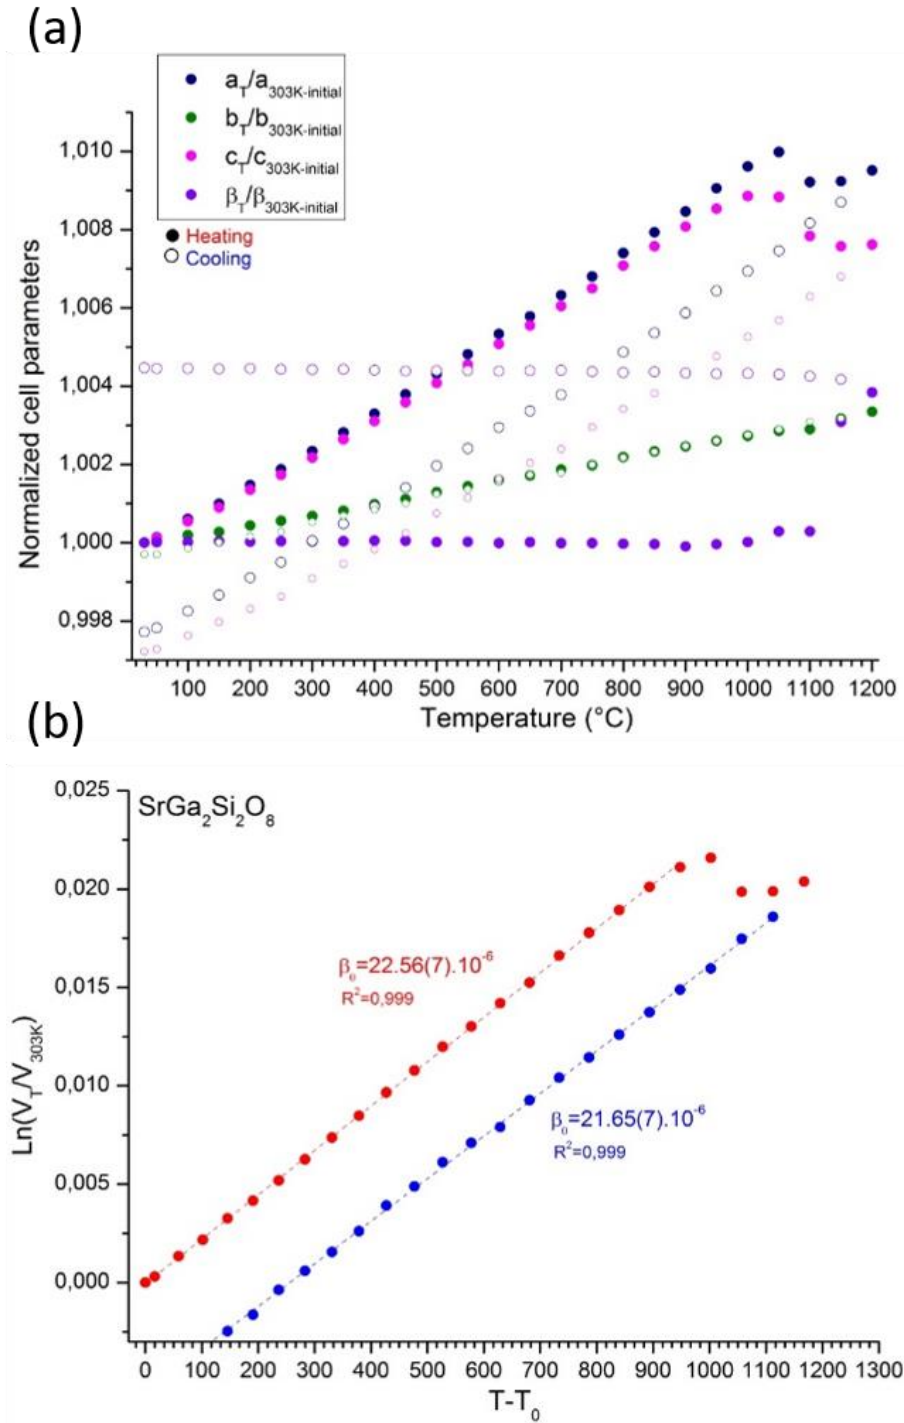 (a)
a_T/a_303K-initial
b_T/b_303K-initial
c_T/c_303K-initial
β_T/β_303K-initial
Heating
Cooling
Normalized cell parameters
1,010
1,008
1,006
1,004
1,002
1,000
0,998
100 200 300 400 500 600 700 800 900 1000 1100 1200
Temperature (°C)
(b)
SrGa₂Si₂O₈
Ln(V_T/V_303K)
0,025
0,020
0,015
0,010
0,005
0,000
β₀=22.56(7).10⁻⁶
R²=0,999
β₀=21.65(7).10⁻⁶
R²=0,999
0 100 200 300 400 500 600 700 800 900 1000 1100 1200 1300
T-T₀